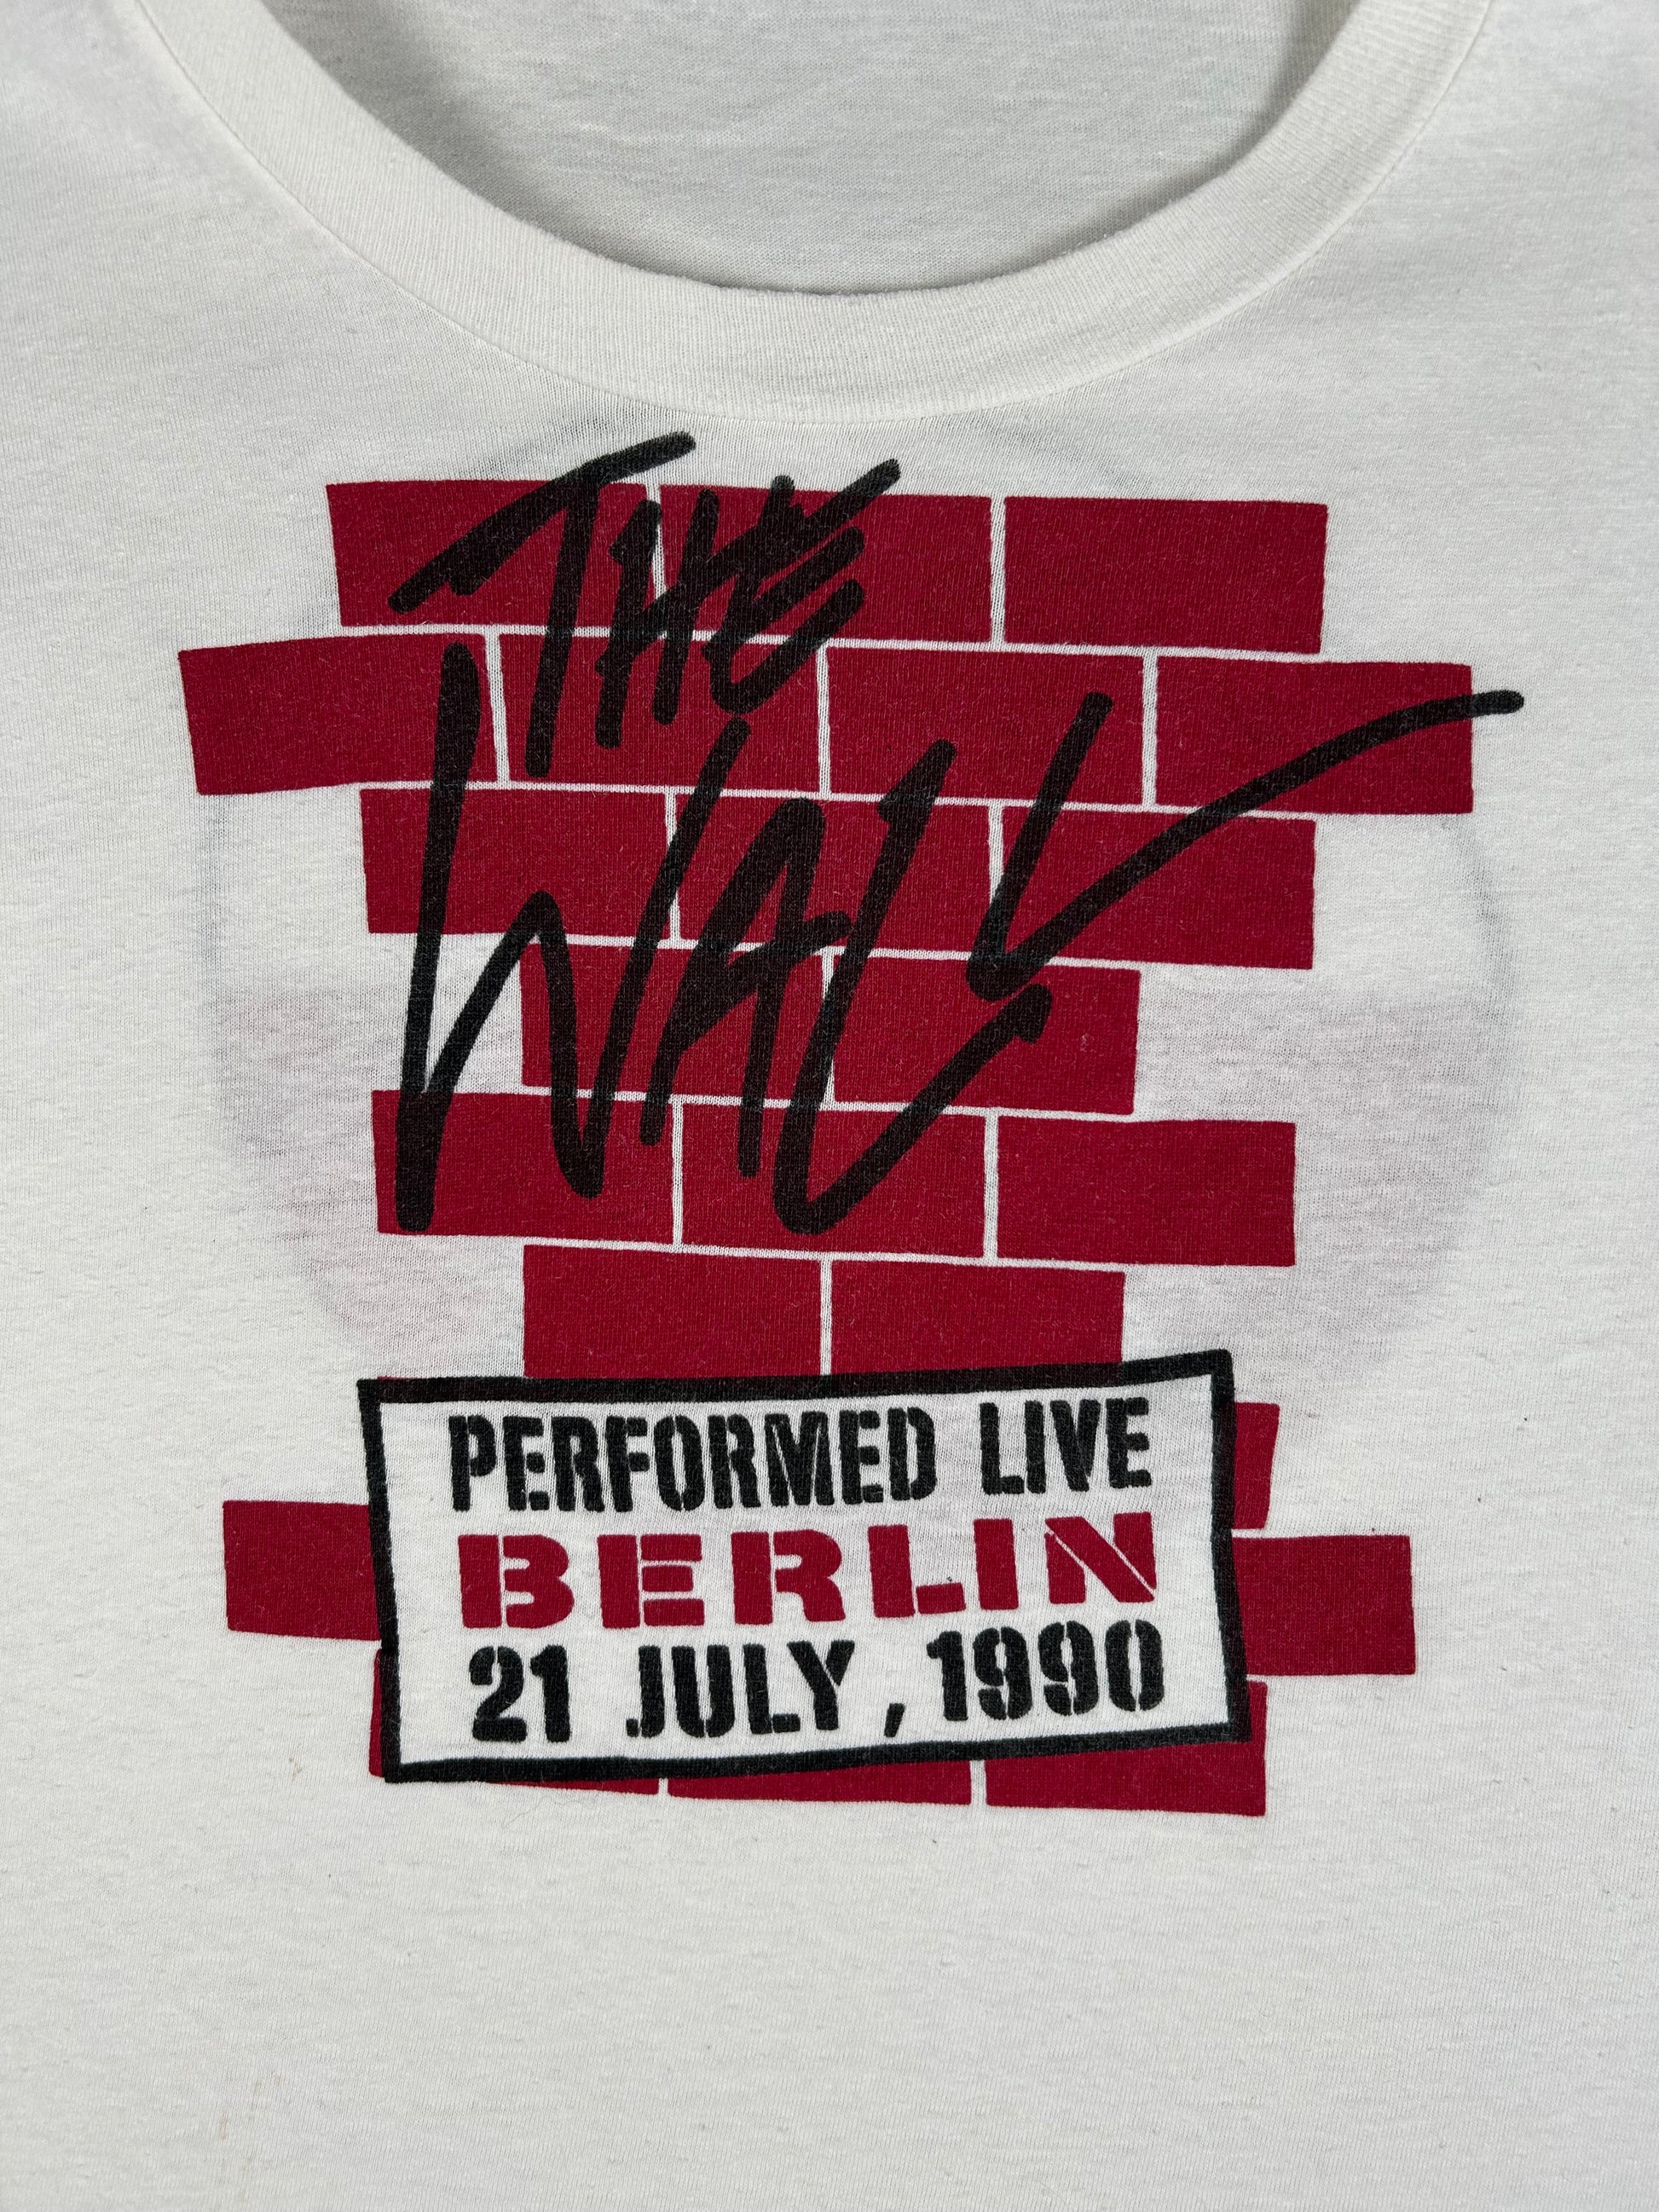 THE
WALL
PERFORMED LIVE
BERLIN
21 JULY, 1990